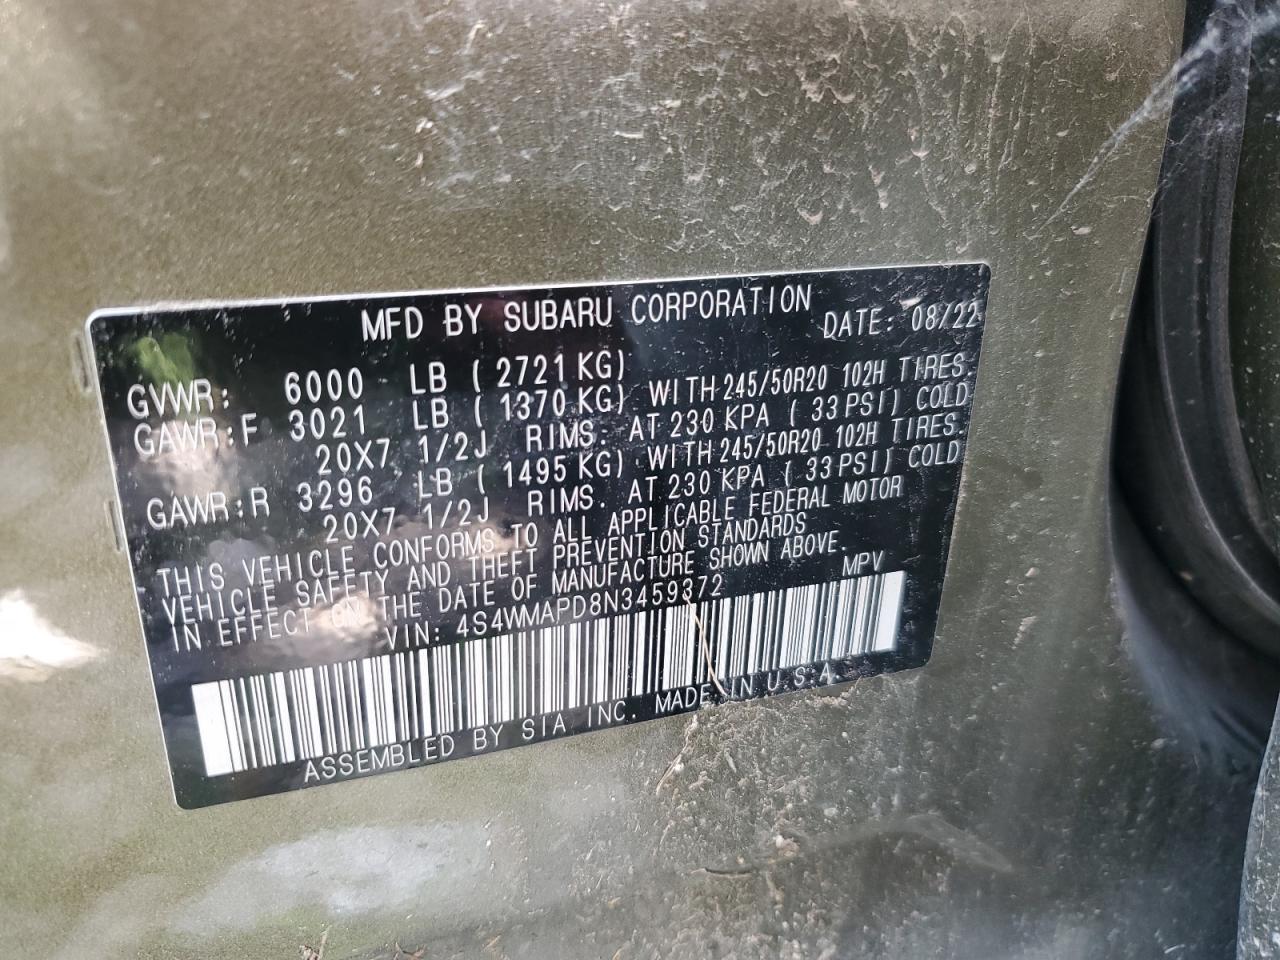 MFD BY SUBARU CORPORATION DATE: 08/22
GVWR: 6000 LB ( 2721 KG)
GAWR: F 3021 LB ( 1370 KG) WITH 245/50R20 102H TIRES.
20X7 1/2J RIMS. AT 230 KPA ( 33 PSI) COLD
GAWR: R 3296 LB ( 1495 KG) WITH 245/50R20 102H TIRES.
20X7 1/2J RIMS. AT 230 KPA ( 33 PSI) COLD
THIS VEHICLE CONFORMS TO ALL APPLICABLE FEDERAL MOTOR
VEHICLE SAFETY AND THEFT PREVENTION STANDARDS
IN EFFECT ON THE DATE OF MANUFACTURE SHOWN ABOVE.
VIN: 4S4WMAPD8N3459372 MPV
ASSEMBLED BY SIA, INC. MADE IN U.S.A.